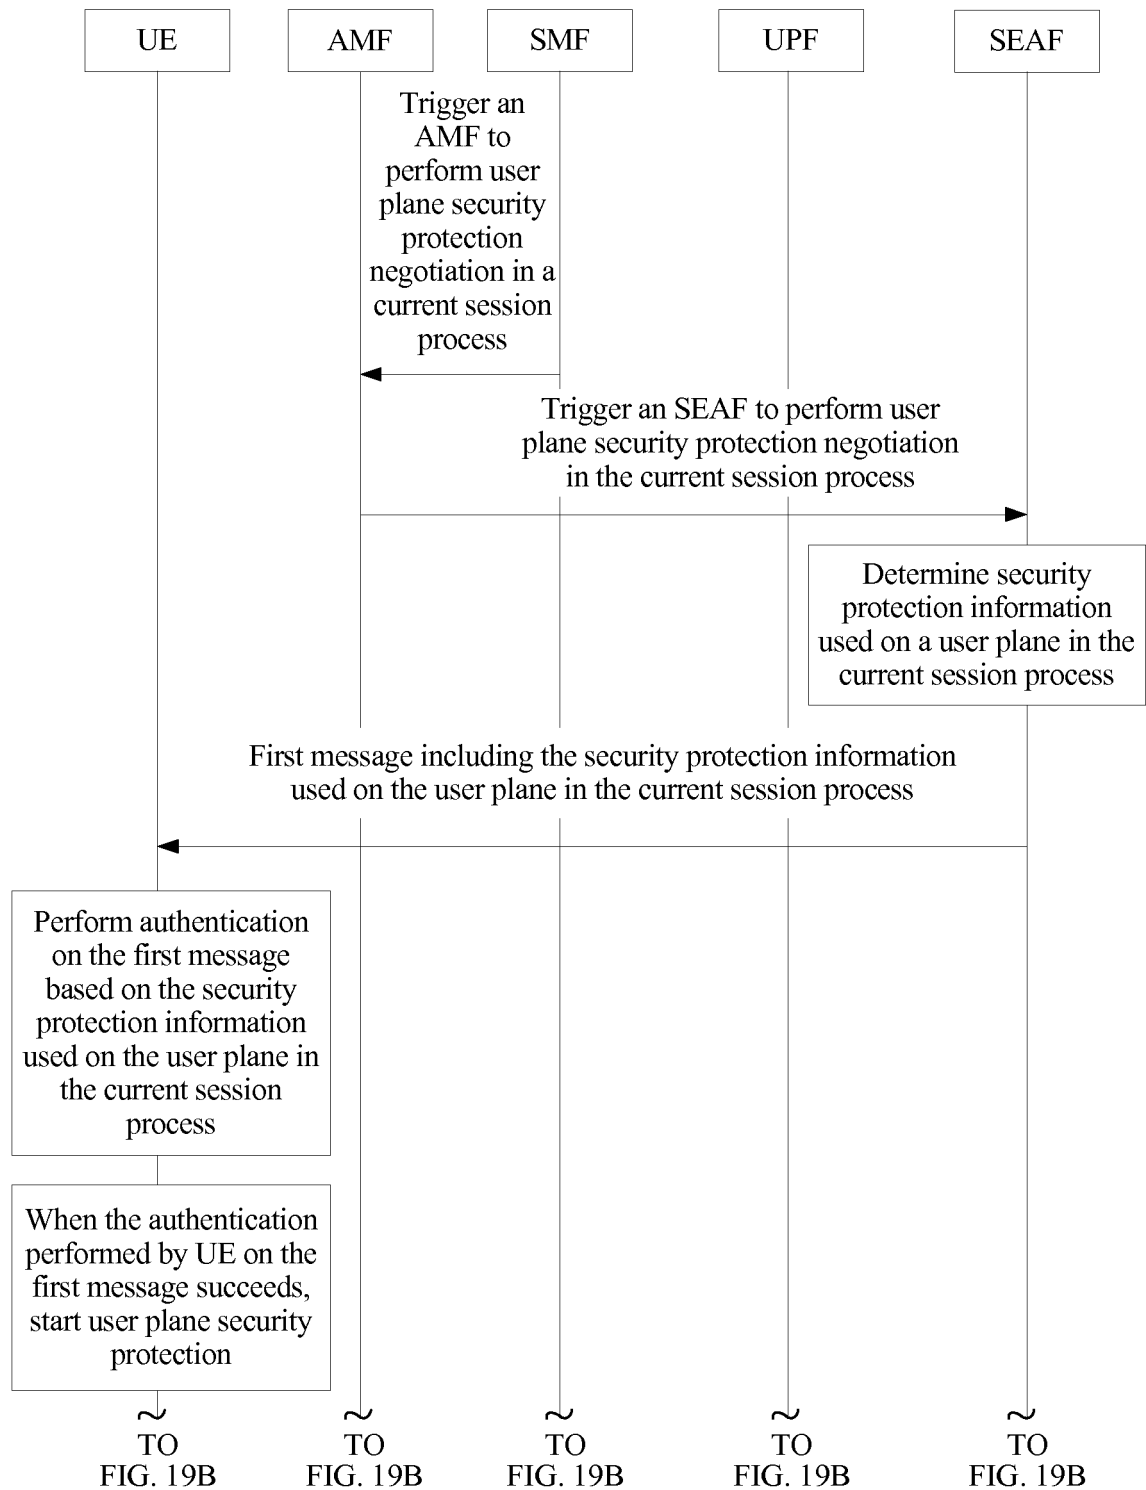 UE
AMF
SMF
UPF
SEAF
Trigger an
AMF to
perform user
plane security
protection
negotiation in a
current session
process
Trigger an SEAF to perform user
plane security protection negotiation
in the current session process
Determine security
protection information
used on a user plane in the
current session process
First message including the security protection information
used on the user plane in the current session process
Perform authentication
on the first message
based on the security
protection information
used on the user plane in
the current session
process
When the authentication
performed by UE on the
first message succeeds,
start user plane security
protection
TO
FIG. 19B
TO
FIG. 19B
TO
FIG. 19B
TO
FIG. 19B
TO
FIG. 19B